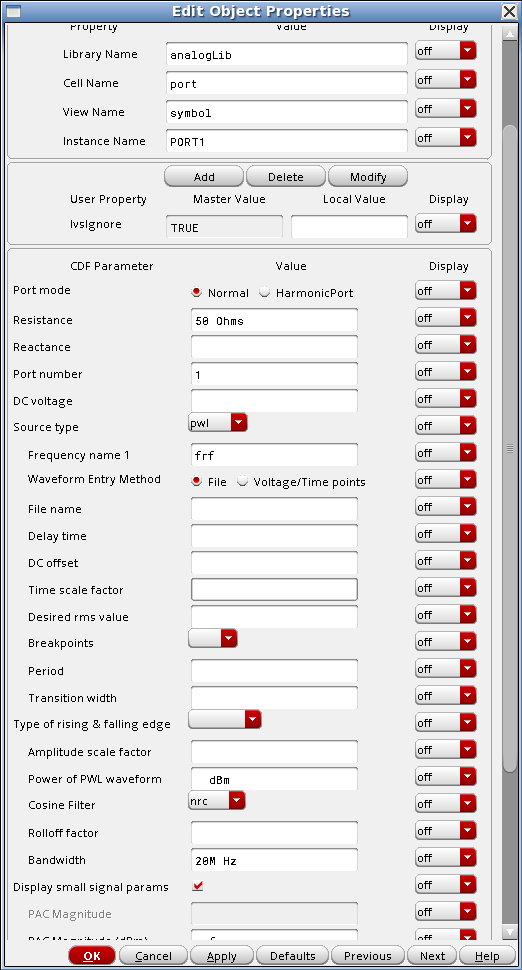 Edit Object Properties
Property Value Display
Library Name analogLib off
Cell Name port off
View Name symbol off
Instance Name PORT1 off
Add Delete Modify
User Property Master Value Local Value Display
lvsIgnore TRUE off
CDF Parameter Value Display
Port mode Normal HarmonicPort off
Resistance 50 Ohms off
Reactance off
Port number 1 off
DC voltage off
Source type pwl off
Frequency name 1 frf off
Waveform Entry Method File Voltage/Time points off
File name off
Delay time off
DC offset off
Time scale factor off
Desired rms value off
Breakpoints off
Period off
Transition width off
Type of rising & falling edge off
Amplitude scale factor off
Power of PWL waveform dBm off
Cosine Filter nrc off
Rolloff factor off
Bandwidth 20M Hz off
Display small signal params off
PAC Magnitude off
PAC Magnitude (dBm) off
OK Cancel Apply Defaults Previous Next Help